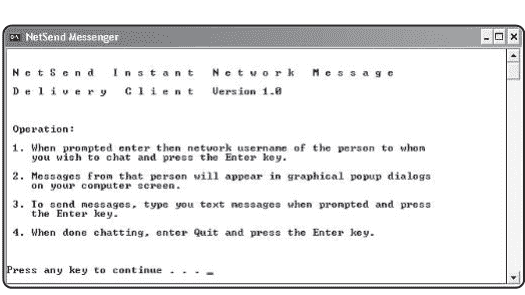 NetSend Messenger
N e t S e n d   I n s t a n t   N e t w o r k   M e s s a g e
D e l i v e r y   C l i e n t   Version 1.0
Operation:
1. When prompted enter then network username of the person to whom
you wish to chat and press the Enter key.
2. Messages from that person will appear in graphical popup dialogs
on your computer screen.
3. To send messages, type you text messages when prompted and press
the Enter key.
4. When done chatting, enter Quit and press the Enter key.
Press any key to continue . . . _